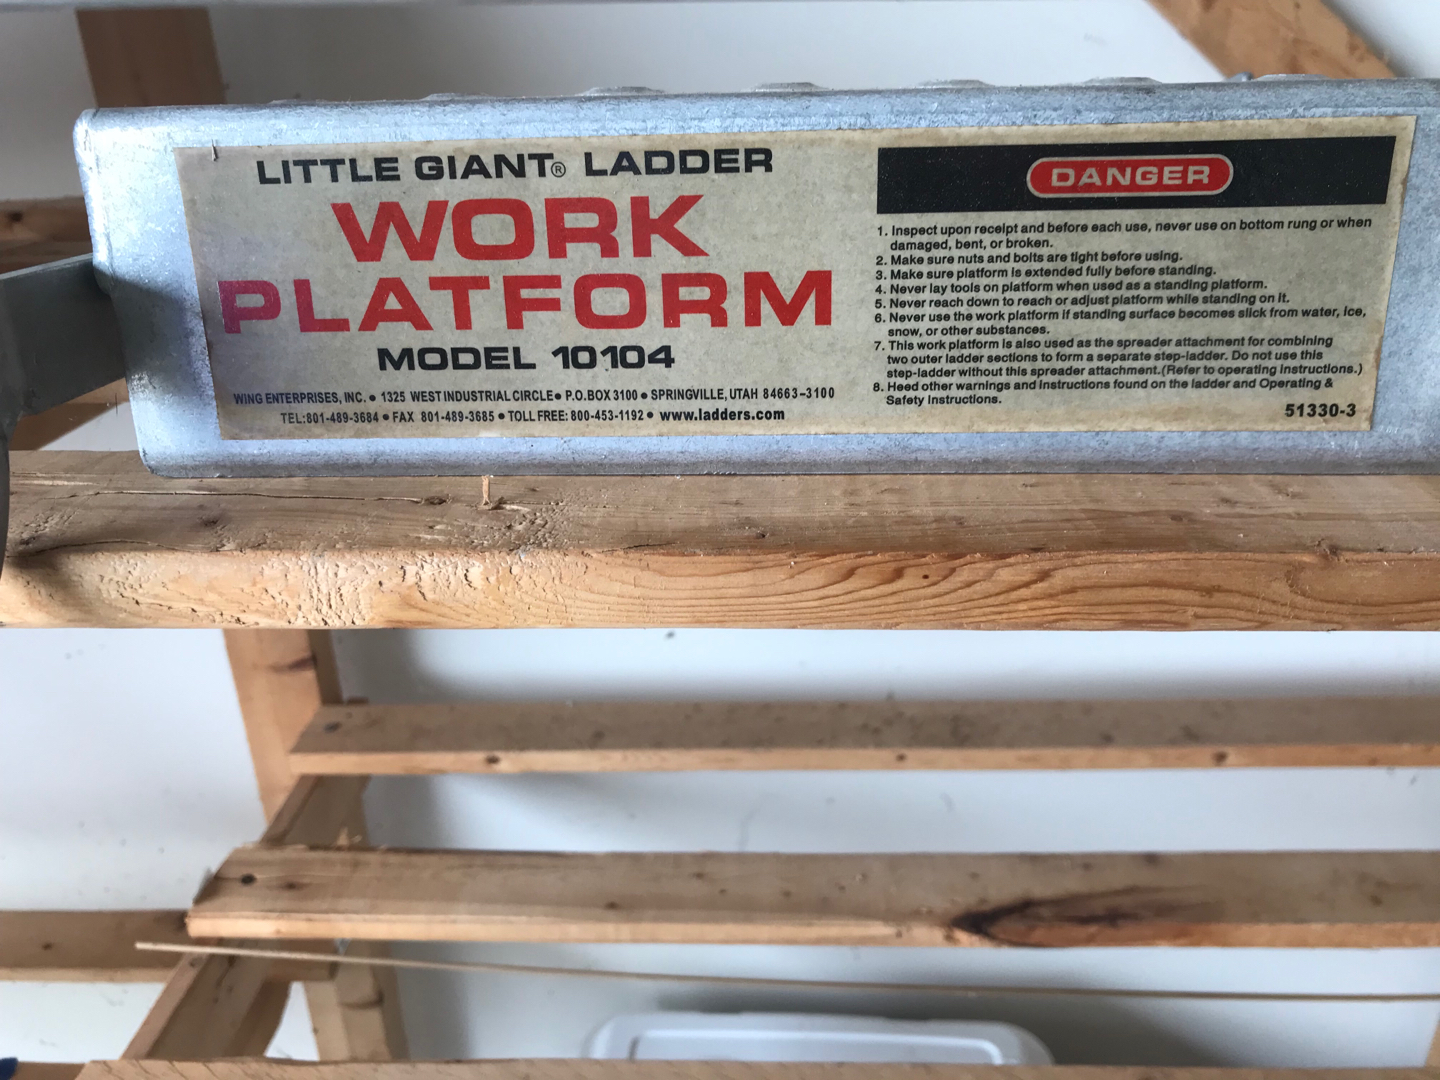 LITTLE GIANT® LADDER
WORK
PLATFORM
MODEL 10104
WING ENTERPRISES, INC. • 1325 WEST INDUSTRIAL CIRCLE • P.O. BOX 3100 • SPRINGVILLE, UTAH 84663-3100
TEL: 801-489-3684 • FAX 801-489-3685 • TOLL FREE: 800-453-1192 • www.ladders.com
DANGER
1. Inspect upon receipt and before each use, never use on bottom rung or when
damaged, bent, or broken.
2. Make sure nuts and bolts are tight before using.
3. Make sure platform is extended fully before standing.
4. Never lay tools on platform when used as a standing platform.
5. Never reach down to reach or adjust platform while standing on it.
6. Never use the work platform if standing surface becomes slick from water, ice,
snow, or other substances.
7. This work platform is also used as the spreader attachment for combining
two outer ladder sections to form a separate step-ladder. Do not use this
step-ladder without this spreader attachment.(Refer to operating instructions.)
8. Heed other warnings and instructions found on the ladder and Operating &
Safety Instructions.
51330-3